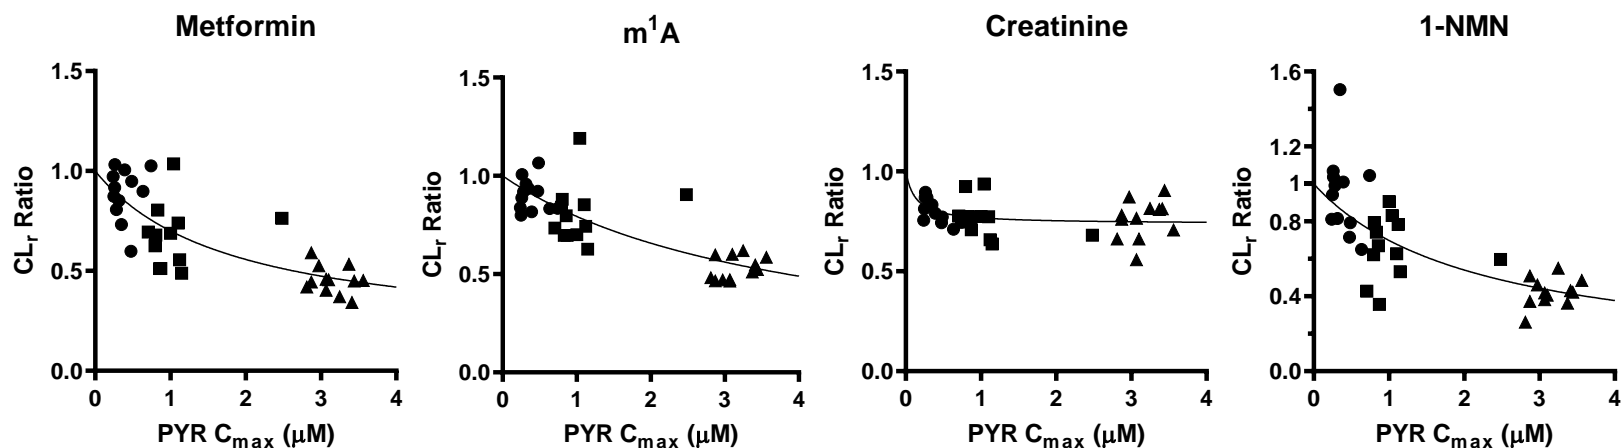 Metformin
CLr Ratio
1.5
1.0
0.5
0.0
0 1 2 3 4
PYR Cmax (μM)
m¹A
CLr Ratio
1.5
1.0
0.5
0.0
0 1 2 3 4
PYR Cmax (μM)
Creatinine
CLr Ratio
1.5
1.0
0.5
0.0
0 1 2 3 4
PYR Cmax (μM)
1-NMN
CLr Ratio
1.6
1.2
1
0.8
0.4
0.0
0 1 2 3 4
PYR Cmax (μM)